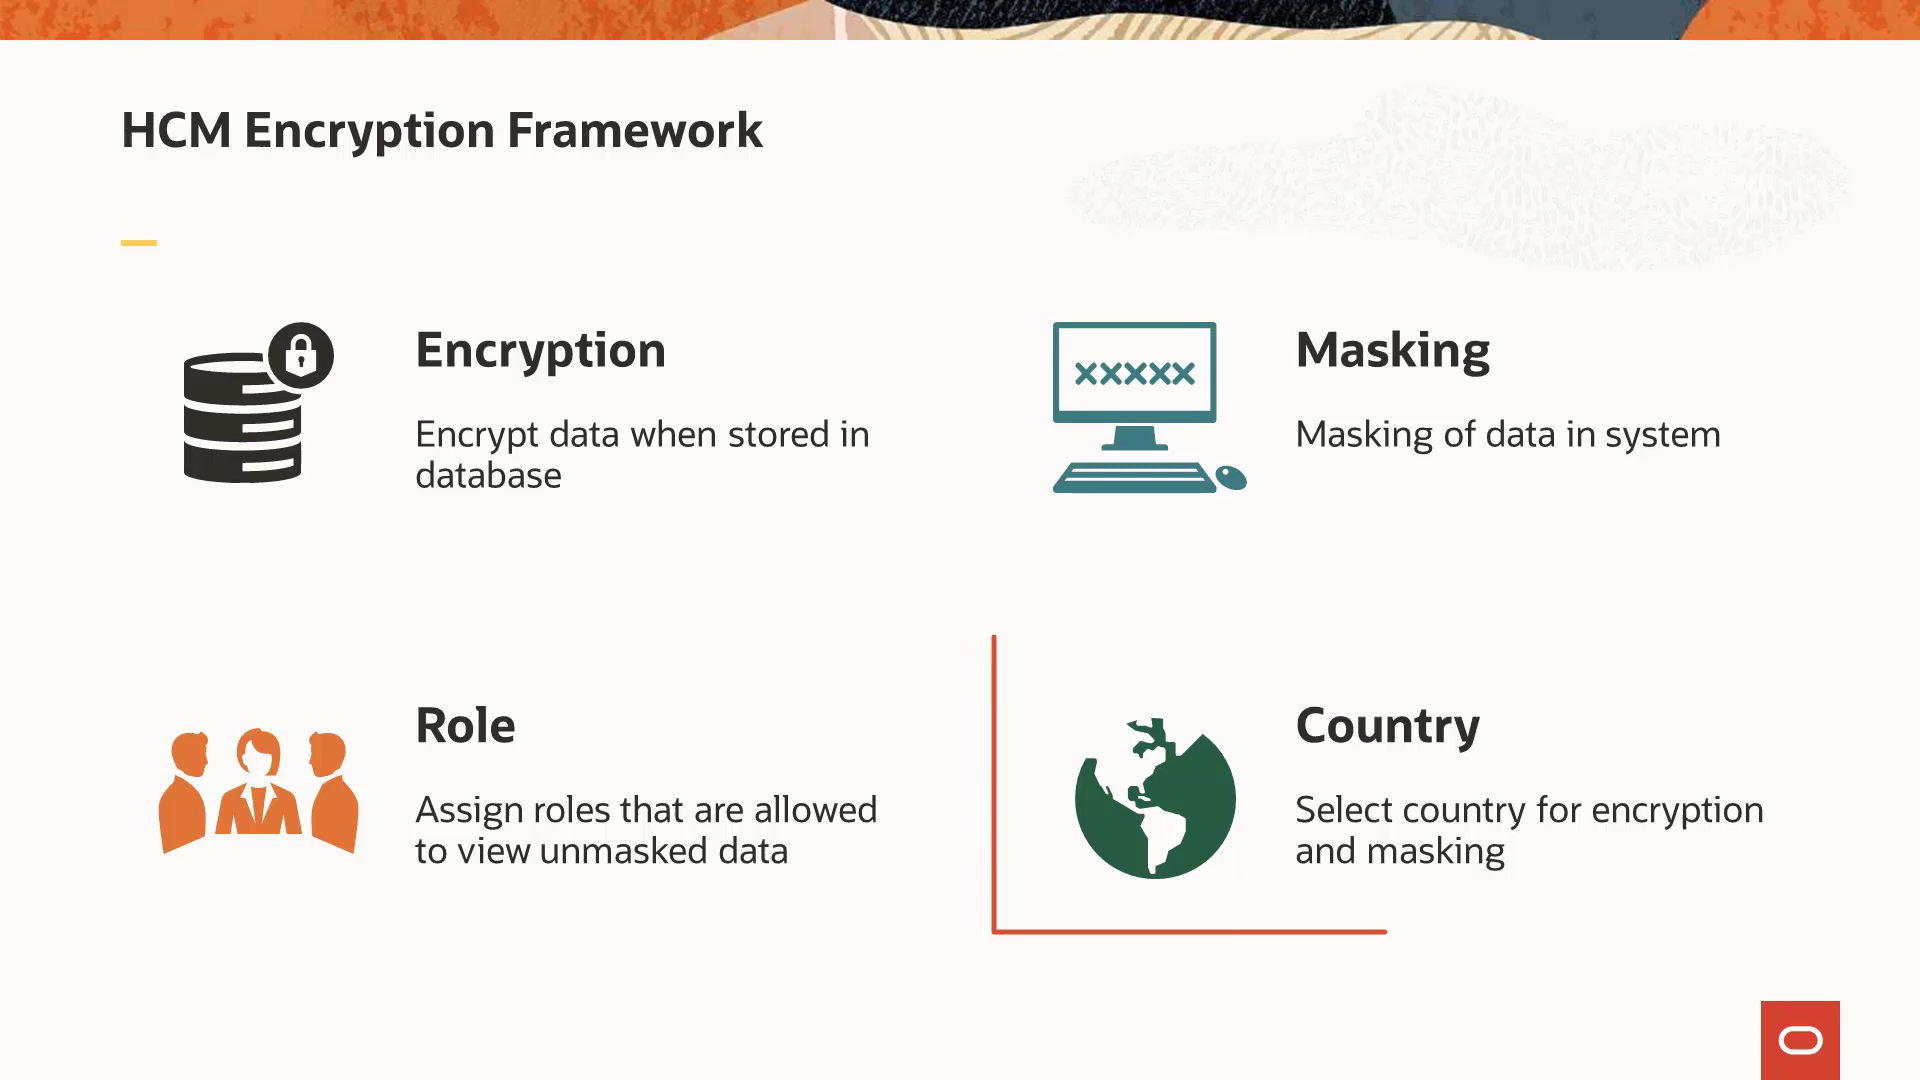 HCM Encryption Framework
Encryption
Encrypt data when stored in
database
xxxxx
Masking
Masking of data in system
Role
Assign roles that are allowed
to view unmasked data
Country
Select country for encryption
and masking